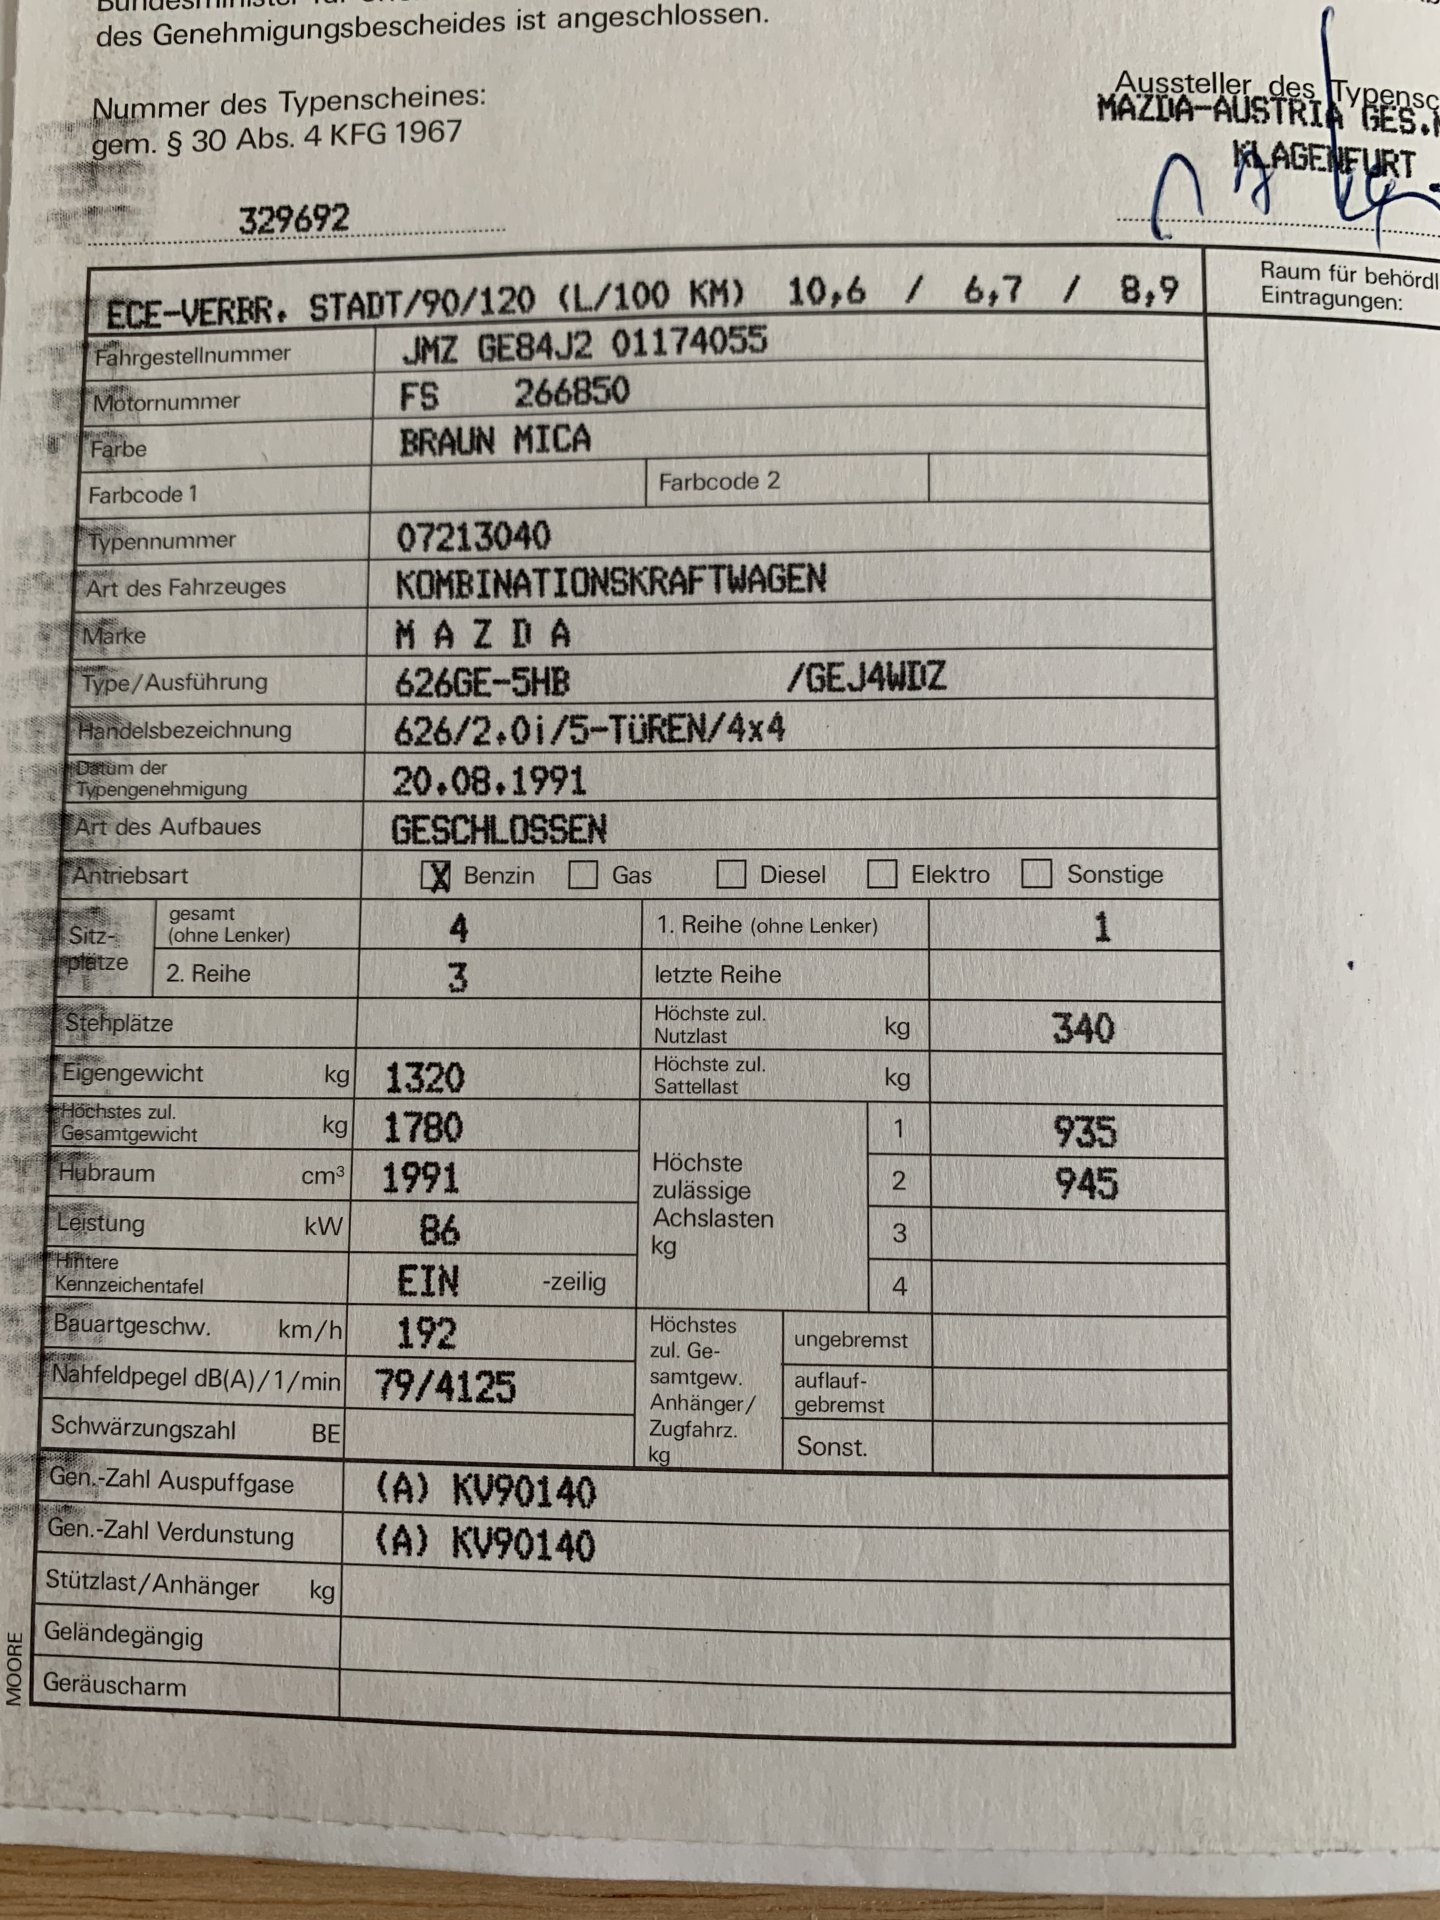 des Genehmigungsbescheides ist angeschlossen.
Nummer des Typenscheines:
gem. § 30 Abs. 4 KFG 1967
329692
Aussteller des
MAZDA-AUSTRIA
KLAGENFURT
ECE-VERBR. STADT/90/120 (L/100 KM) 10,6 / 6,7 / 8,9
Raum für
Eintragungen:
Fahrgestellnummer JMZ GE84J2 01174055
Motornummer FS 266850
Farbe BRAUN MICA
Farbcode 1 Farbcode 2
Typennummer 07213040
Art des Fahrzeuges KOMBINATIONSKRAFTWAGEN
Marke M A Z D A
Type/Ausführung 626GE-5HB /GEJ4WDZ
Handelsbezeichnung 626/2.0i/5-TüREN/4x4
Datum der
Typengenehmigung 20.08.1991
Art des Aufbaues GESCHLOSSEN
Antriebsart X Benzin Gas Diesel Elektro Sonstige
Sitz-
plätze
gesamt
(ohne Lenker) 4 1. Reihe (ohne Lenker) 1
2. Reihe 3 letzte Reihe
Stehplätze Höchste zul.
Nutzlast kg 340
Eigengewicht kg 1320 Höchste zul.
Sattellast kg
Höchstes zul.
Gesamtgewicht kg 1780
Hubraum cm³ 1991
Leistung kW 86
Hintere
Kennzeichentafel EIN -zeilig
Höchste
zulässige
Achslasten
kg
1 935
2 945
3
4
Bauartgeschw. km/h 192
Nahfeldpegel dB(A)/1/min 79/4125
Schwärzungszahl BE
Höchstes
zul. Ge-
samtgew.
Anhänger/
Zugfahrz.
kg
ungebremst
auflauf-
gebremst
Sonst.
Gen.-Zahl Auspuffgase (A) KV90140
Gen.-Zahl Verdunstung (A) KV90140
Stützlast/Anhänger kg
Geländegängig
Geräuscharm
MOORE